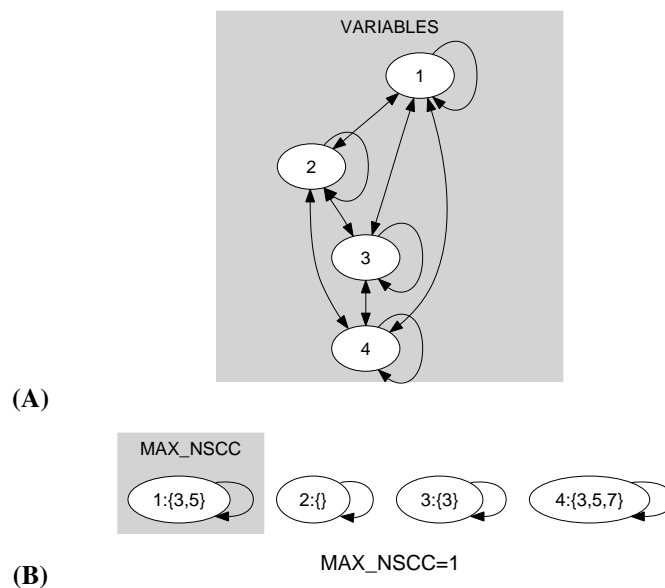 VARIABLES
1
2
3
4
(A)
MAX_NSCC
1:{3,5} 2:{} 3:{3} 4:{3,5,7}
MAX_NSCC=1
(B)